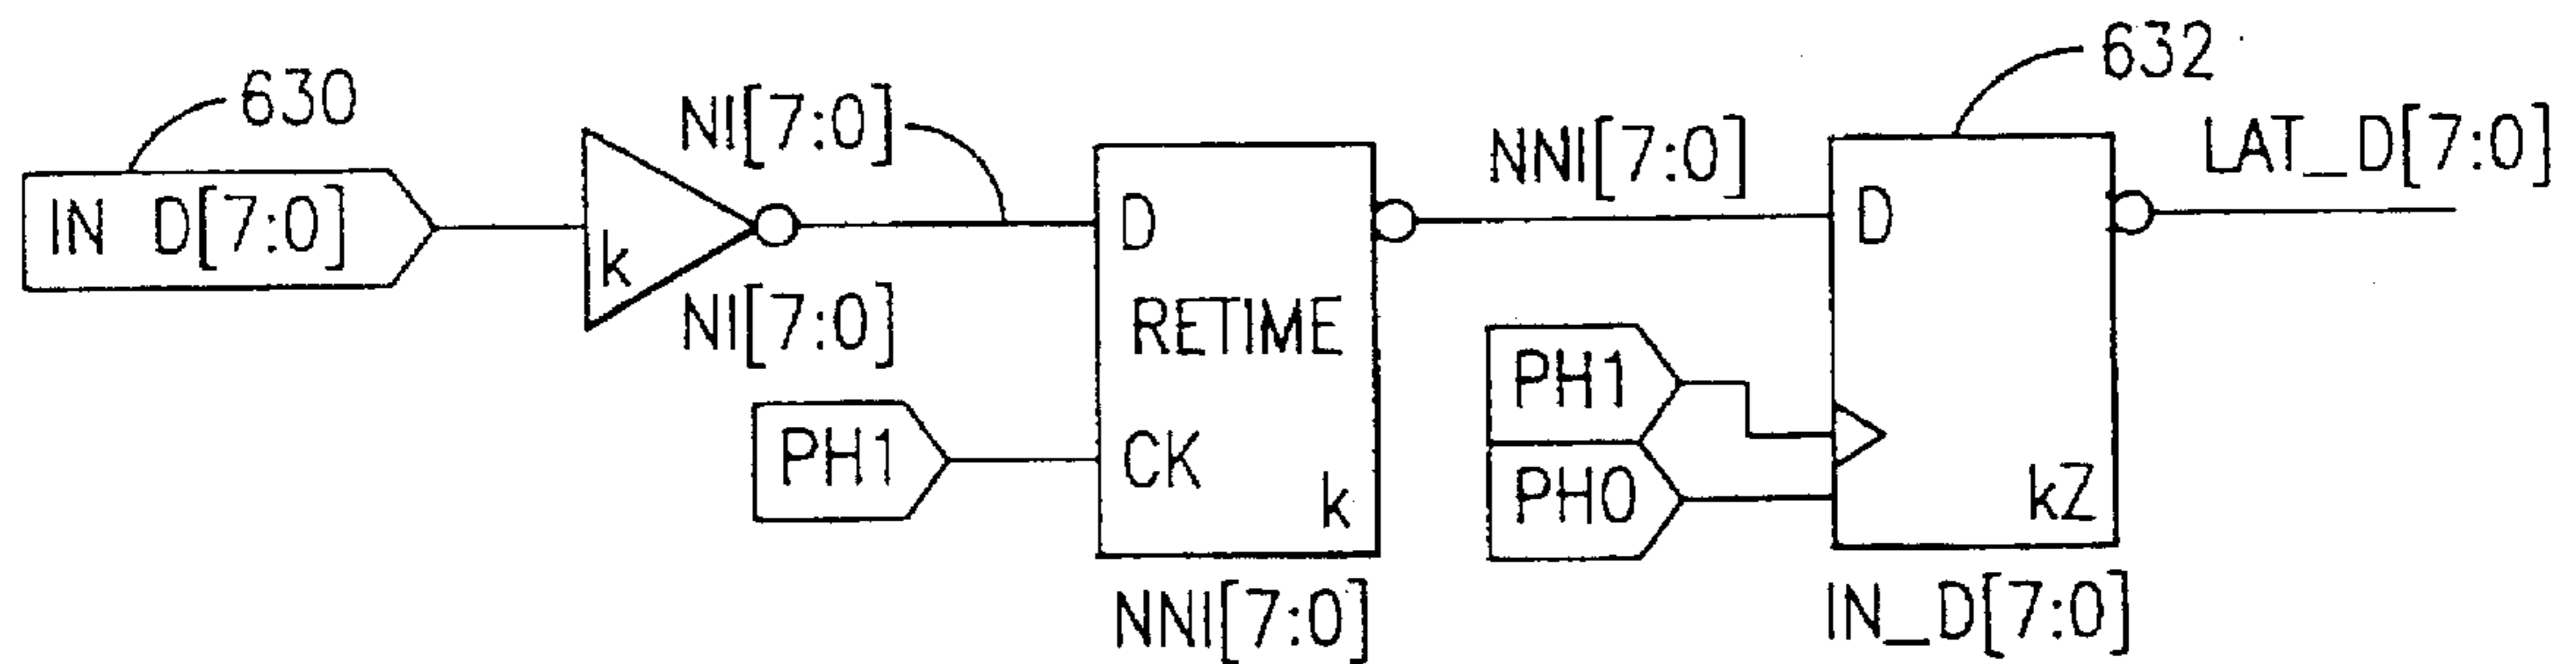 630
IN D[7:0]
k
NI[7:0]
NI[7:0]
PH1
D
RETIME
CK
k
NNI[7:0]
NNI[7:0]
PH1
PH0
632
D
kZ
IN_D[7:0]
LAT_D[7:0]